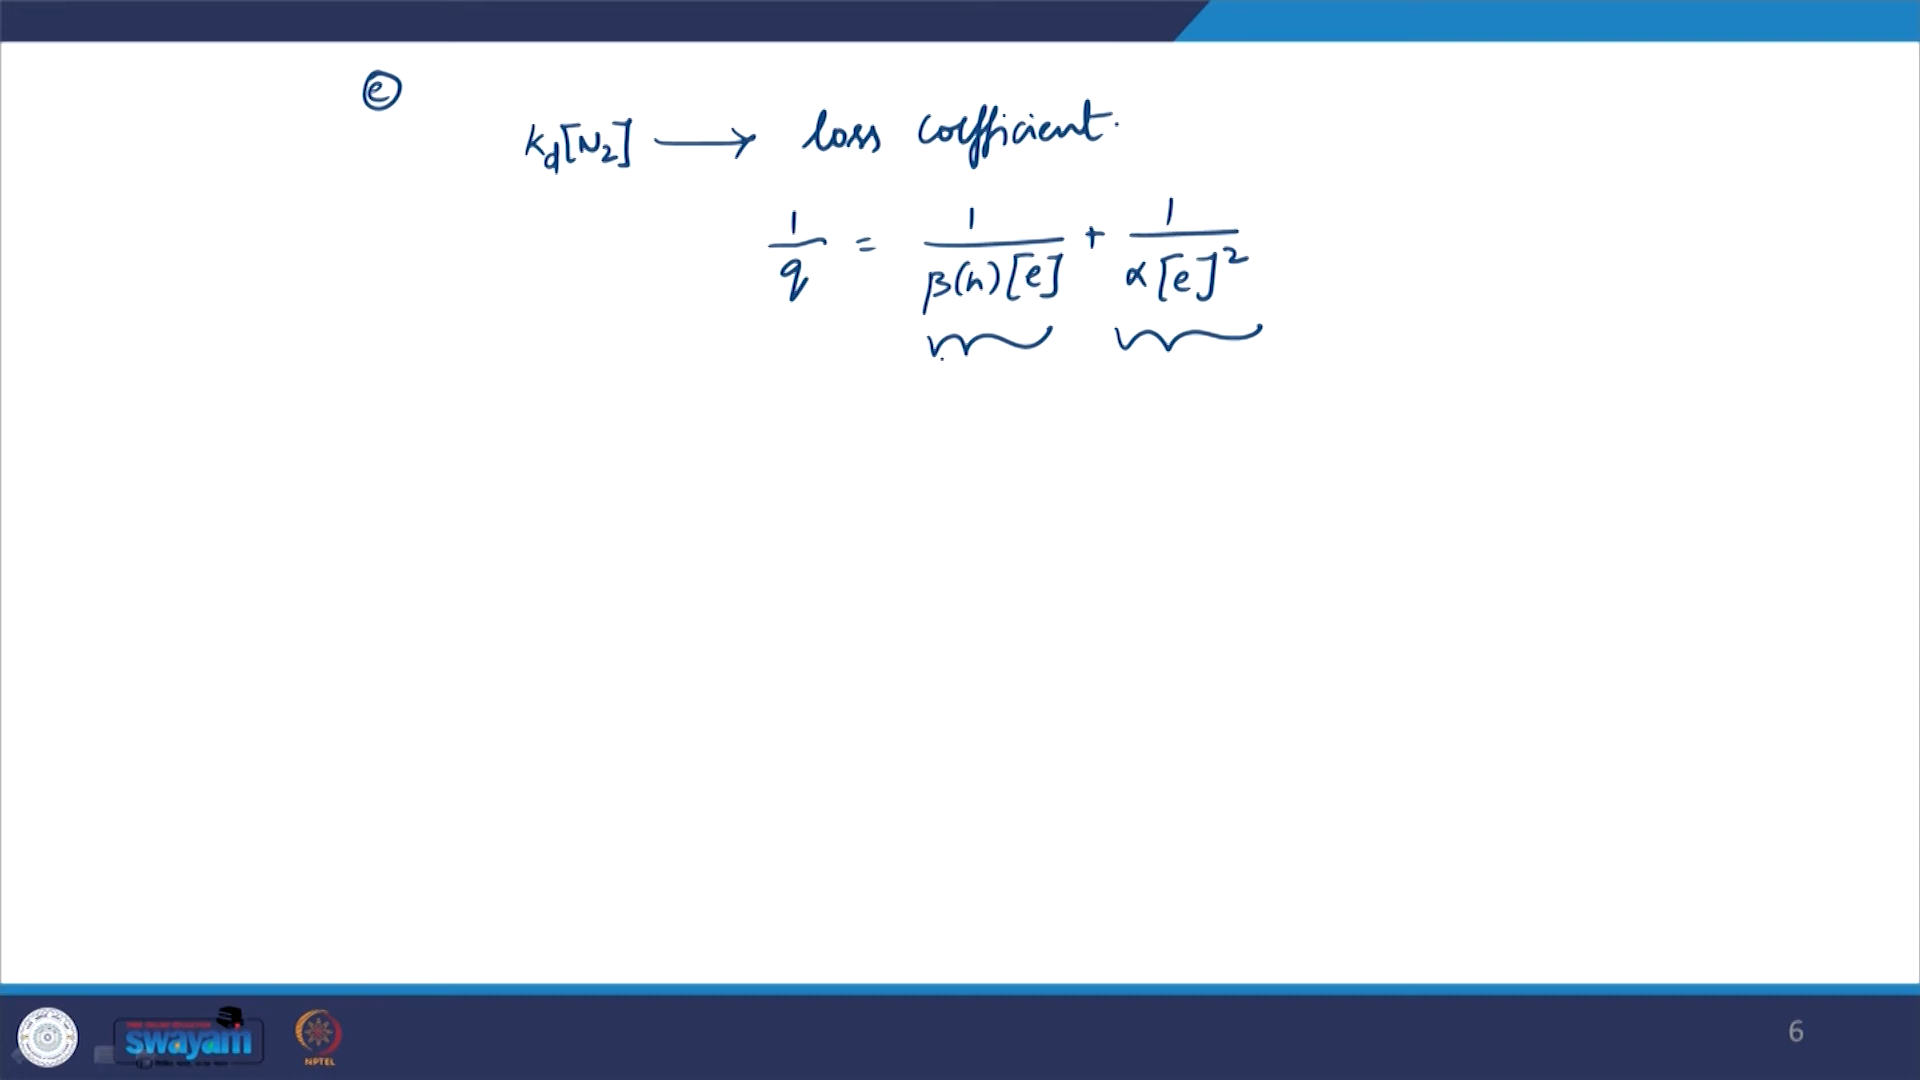 e
k_d[N_2] ⟶ loss coefficient.
1/q = 1/(β(h)[e]) + 1/(α[e]^2)
swayam
NPTEL
6